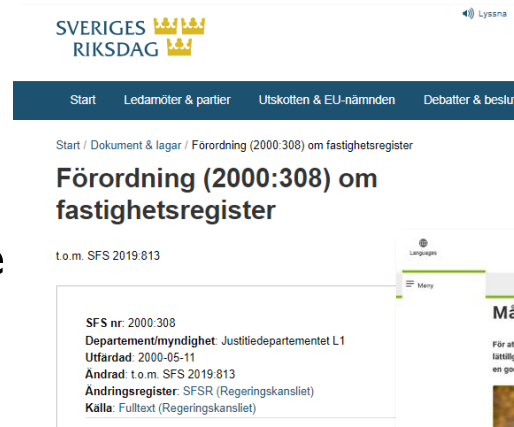 Lyssna
SVERIGES
RIKSDAG
Start Ledamöter & partier Utskotten & EU-nämnden Debatter & beslut
Start / Dokument & lagar / Förordning (2000:308) om fastighetsregister
Förordning (2000:308) om
fastighetsregister
t.o.m. SFS 2019:813
SFS nr: 2000:308
Departement/myndighet: Justitiedepartementet L1
Utfärdad: 2000-05-11
Ändrad: t.o.m. SFS 2019:813
Ändringsregister: SFSR (Regeringskansliet)
Källa: Fulltext (Regeringskansliet)
Languages
Meny